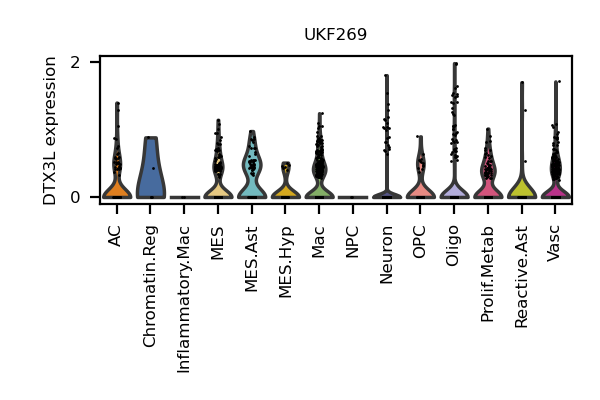 UKF269
DTX3L expression
2
0
AC
Chromatin.Reg
Inflammatory.Mac
MES
MES.Ast
MES.Hyp
Mac
NPC
Neuron
OPC
Oligo
Prolif.Metab
Reactive.Ast
Vasc